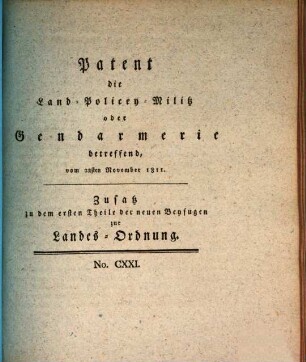 Patent
die
Land-Policey-Militz
oder
Gendarmerie
betreffend,
vom 22sten November 1811.
Zusatz
zu dem ersten Theile der neuen Beyfugen
zur
Landes-Ordnung.
No. CXXI.